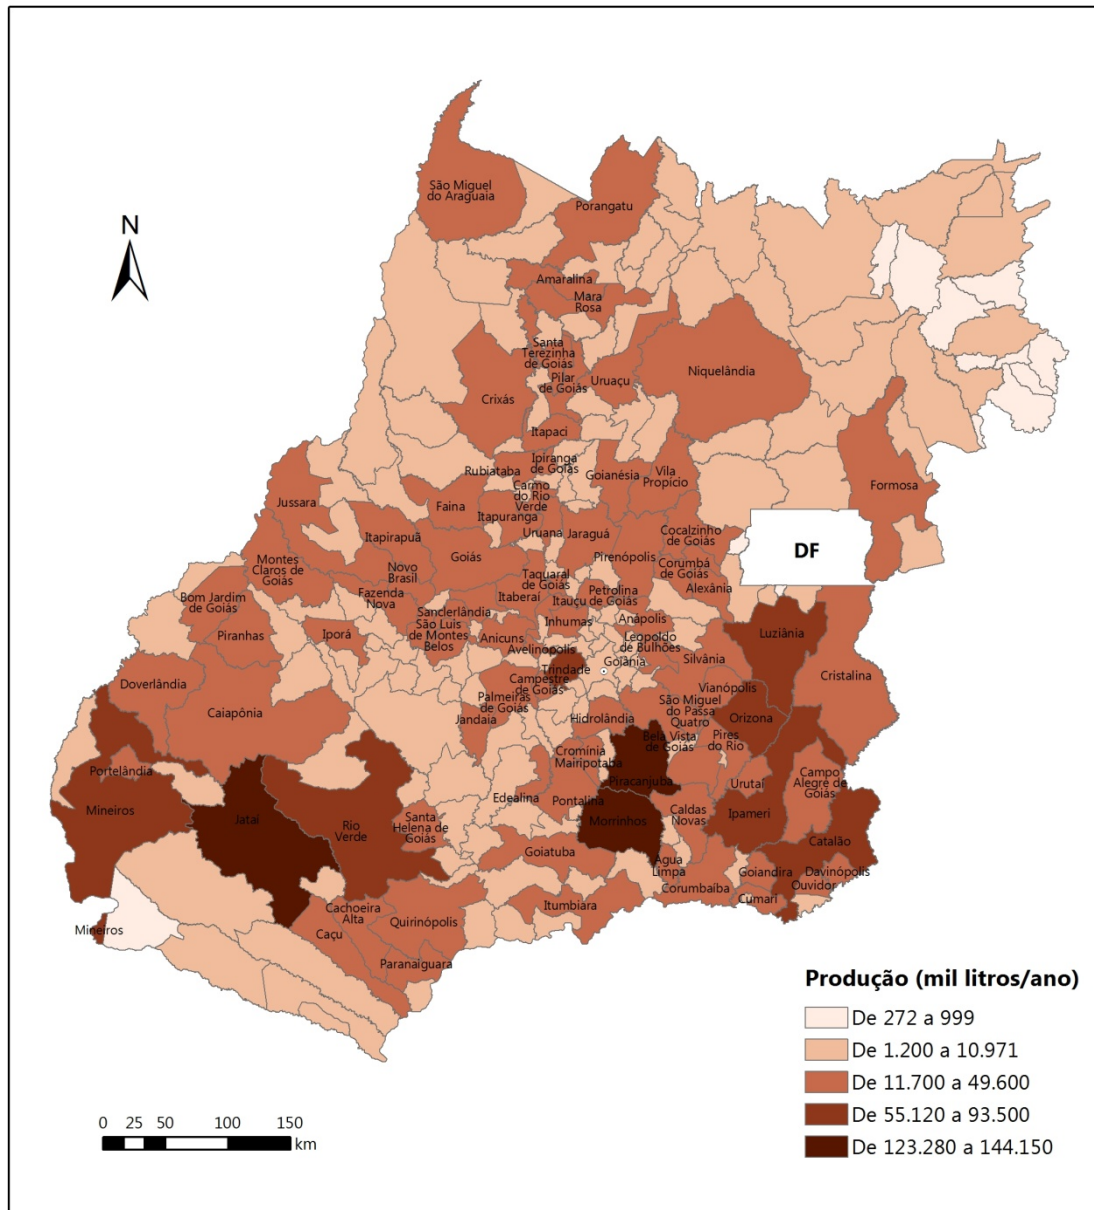 N
São Miguel
do Araguaia
Porangatu
Amaralina
Mara
Rosa
Santa
Terezinha
de Goiás
Pilar
de Goiás
Uruaçu
Niquelândia
Crixás
Itapaci
Ipiranga
de Goiás
Rubiataba
Goianésia
Vila
Propício
Formosa
Carmo
do Rio
Verde
Jussara
Faina
Itapuranga
Uruana
Jaraguá
Itapirapuã
Goiás
Pirenópolis
Cocalzinho
de Goiás
DF
Montes
Claros de
Goiás
Novo
Brasil
Corumbá
de Goiás
Taquaral
de Goiás
Alexânia
Bom Jardim
de Goiás
Fazenda
Nova
Itaberaí
Petrolina
de Goiás
Itauçu
Sanclerlândia
São Luis
de Montes
Belos
Inhumas
Anápolis
Piranhas
Iporá
Anicuns
Leopoldo
de Bulhões
Luziânia
Avelinopolis
Goiânia
Silvânia
Trindade
Cristalina
Doverlândia
Campestre
de Goiás
Vianópolis
Palmeiras
de Goiás
São Miguel
do Passa
Quatro
Caiapônia
Jandaia
Hidrolândia
Orizona
Bela Vista
de Goiás
Pires
do Rio
Cromínia
Mairipotaba
Portelândia
Piracanjuba
Urutaí
Campo
Alegre de
Goiás
Mineiros
Jataí
Rio
Verde
Edealina
Pontalina
Santa
Helena de
Goiás
Morrinhos
Caldas
Novas
Ipameri
Catalão
Goiatuba
Água
Limpa
Goiandira
Davinópolis
Ouvidor
Corumbaíba
Cumari
Cachoeira
Alta
Itumbiara
Quirinópolis
Mineiros
Caçu
Paranaiguara
Produção (mil litros/ano)
De 272 a 999
De 1.200 a 10.971
De 11.700 a 49.600
De 55.120 a 93.500
De 123.280 a 144.150
0 25 50 100 150
km